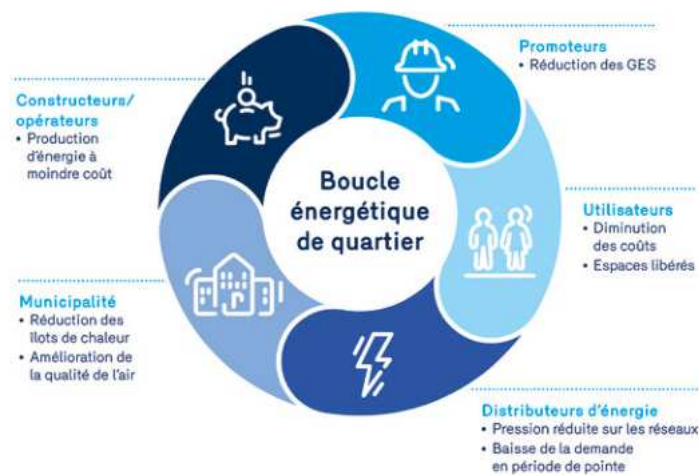 Boucle
énergétique
de quartier
Promoteurs
• Réduction des GES
Utilisateurs
• Diminution
des coûts
• Espaces libérés
Distributeurs d'énergie
• Pression réduite sur les réseaux
• Baisse de la demande
en période de pointe
Municipalité
• Réduction des
îlots de chaleur
• Amélioration de
la qualité de l'air
Constructeurs/
opérateurs
• Production
d'énergie à
moindre coût